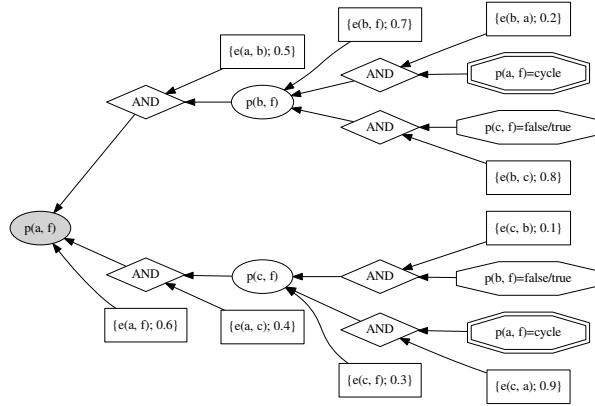 {e(b, a); 0.2}
{e(b, f); 0.7}
{e(a, b); 0.5}
AND
p(a, f)=cycle
AND
p(b, f)
p(c, f)=false/true
AND
{e(b, c); 0.8}
p(a, f)
{e(c, b); 0.1}
AND
p(c, f)
AND
p(b, f)=false/true
{e(a, f); 0.6}
{e(a, c); 0.4}
AND
p(a, f)=cycle
{e(c, f); 0.3}
{e(c, a); 0.9}